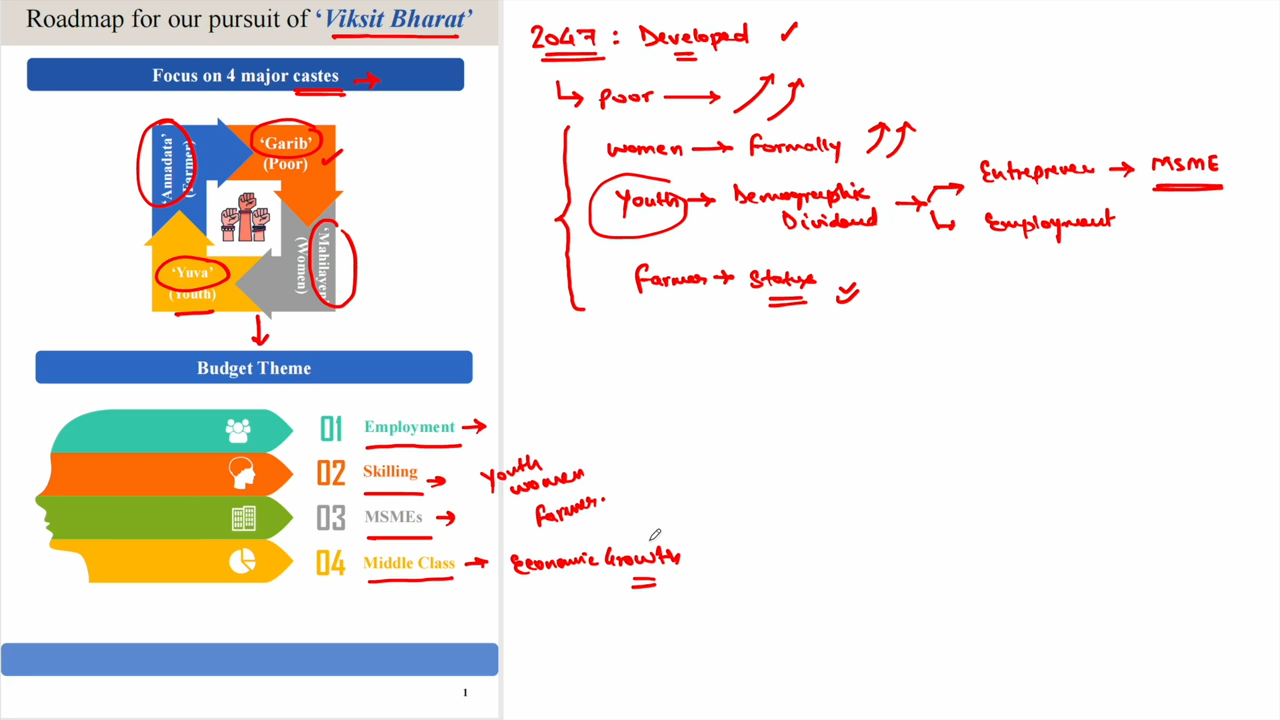 Roadmap for our pursuit of ‘Viksit Bharat’
Focus on 4 major castes
‘Annadata’
(Farmer)
‘Garib’
(Poor)
‘Mahilayen’
(Women)
‘Yuva’
(Youth)
Budget Theme
01 Employment
02 Skilling
03 MSMEs
04 Middle Class
1
2047 : Developed
Poor
women → Formally
Youth → Demographic
Dividend
Entreprener → MSME
Employment
farmer → Status
Youth
women
farmer.
Economic Growth